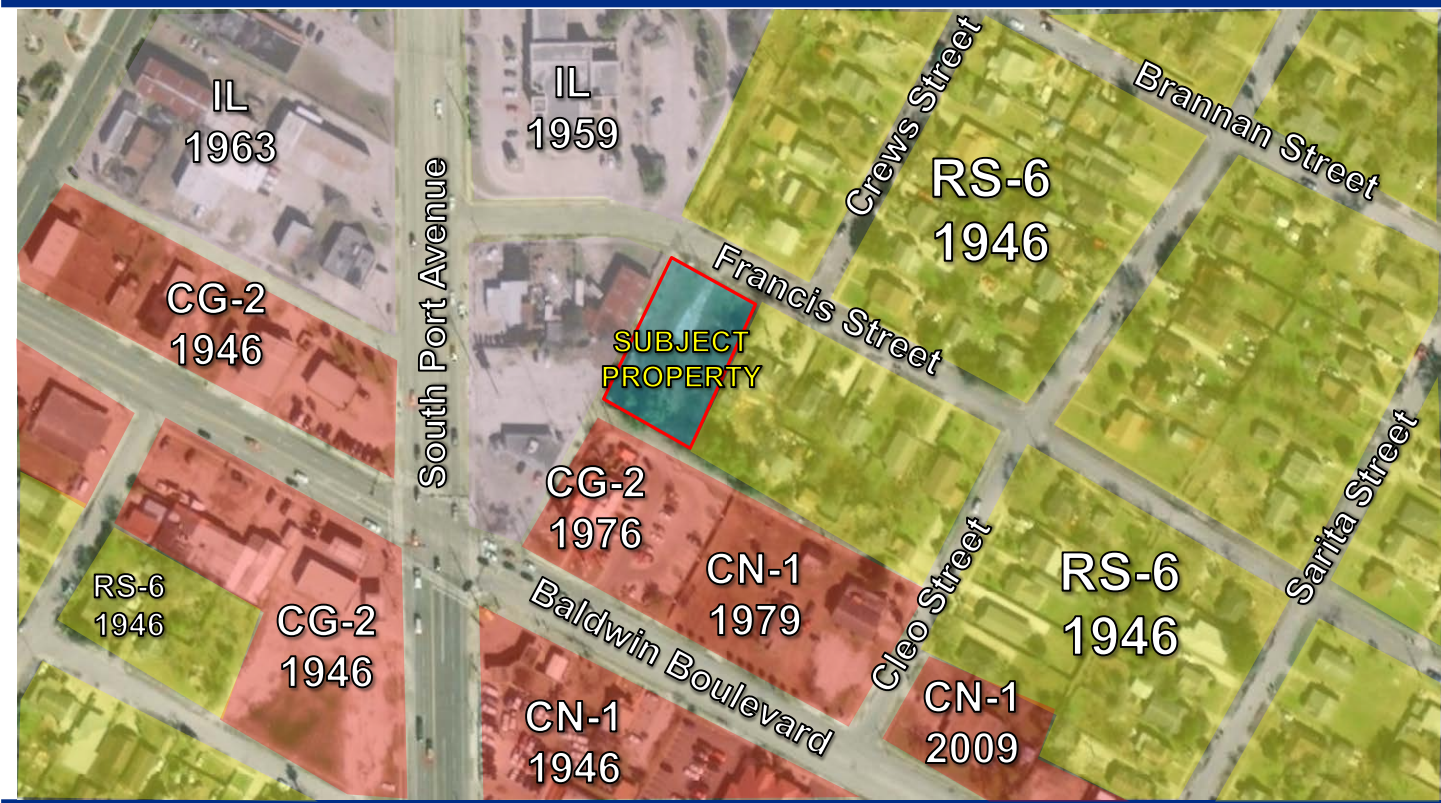 IL
1963
IL
1959
Crews Street
Brannan Street
RS-6
1946
South Port Avenue
Francis Street
CG-2
1946
SUBJECT
PROPERTY
CG-2
1976
Sarita Street
CN-1
1979
RS-6
1946
RS-6
1946
CG-2
1946
Baldwin Boulevard
Cleo Street
CN-1
2009
CN-1
1946